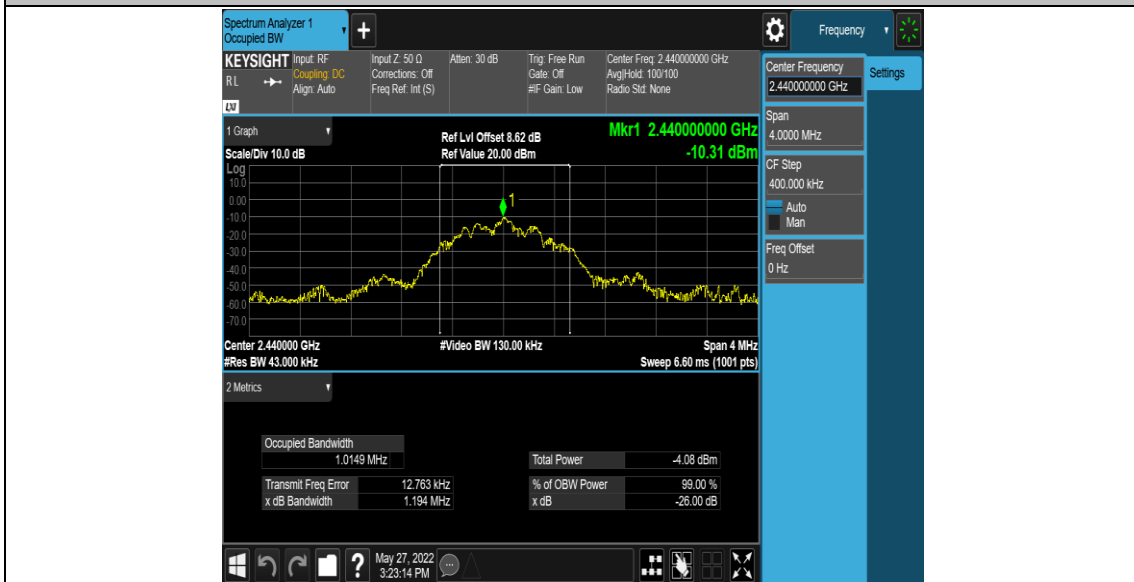 Spectrum Analyzer 1
Occupied BW
+
Frequency
KEYSIGHT
R L
LXI
Input: RF
Coupling: DC
Align: Auto
Input Z: 50 Ω
Corrections: Off
Freq Ref: Int (S)
Atten: 30 dB
Trig: Free Run
Gate: Off
#IF Gain: Low
Center Freq: 2.440000000 GHz
Avg|Hold: 100/100
Radio Std: None
Center Frequency
2.440000000 GHz
Settings
Span
4.0000 MHz
CF Step
400.000 kHz
Auto
Man
Freq Offset
0 Hz
1 Graph
Scale/Div 10.0 dB
Ref Lvl Offset 8.62 dB
Ref Value 20.00 dBm
Mkr1 2.440000000 GHz
-10.31 dBm
Log
10.0
0.00
-10.0
-20.0
-30.0
-40.0
-50.0
-60.0
-70.0
1
Center 2.440000 GHz
#Res BW 43.000 kHz
#Video BW 130.00 kHz
Span 4 MHz
Sweep 6.60 ms (1001 pts)
2 Metrics
Occupied Bandwidth
1.0149 MHz
Total Power -4.08 dBm
Transmit Freq Error 12.763 kHz
% of OBW Power 99.00 %
x dB Bandwidth 1.194 MHz
x dB -26.00 dB
?
May 27, 2022
3:23:14 PM